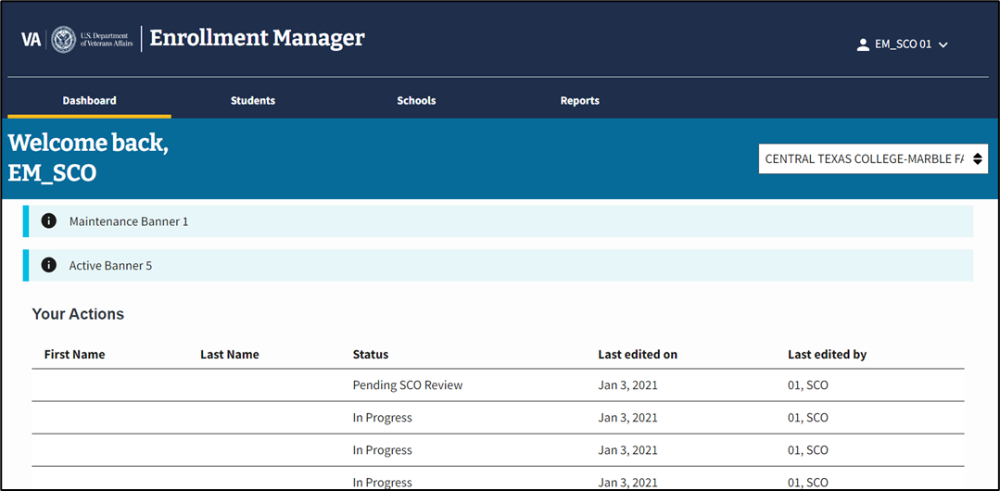 VA
U.S. Department
of Veterans Affairs
Enrollment Manager
EM_SCO 01
Dashboard Students Schools Reports
Welcome back,
EM_SCO
CENTRAL TEXAS COLLEGE-MARBLE FA
Maintenance Banner 1
Active Banner 5
Your Actions
First Name Last Name Status Last edited on Last edited by
Pending SCO Review Jan 3, 2021 01, SCO
In Progress Jan 3, 2021 01, SCO
In Progress Jan 3, 2021 01, SCO
In Progress Jan 3, 2021 01, SCO